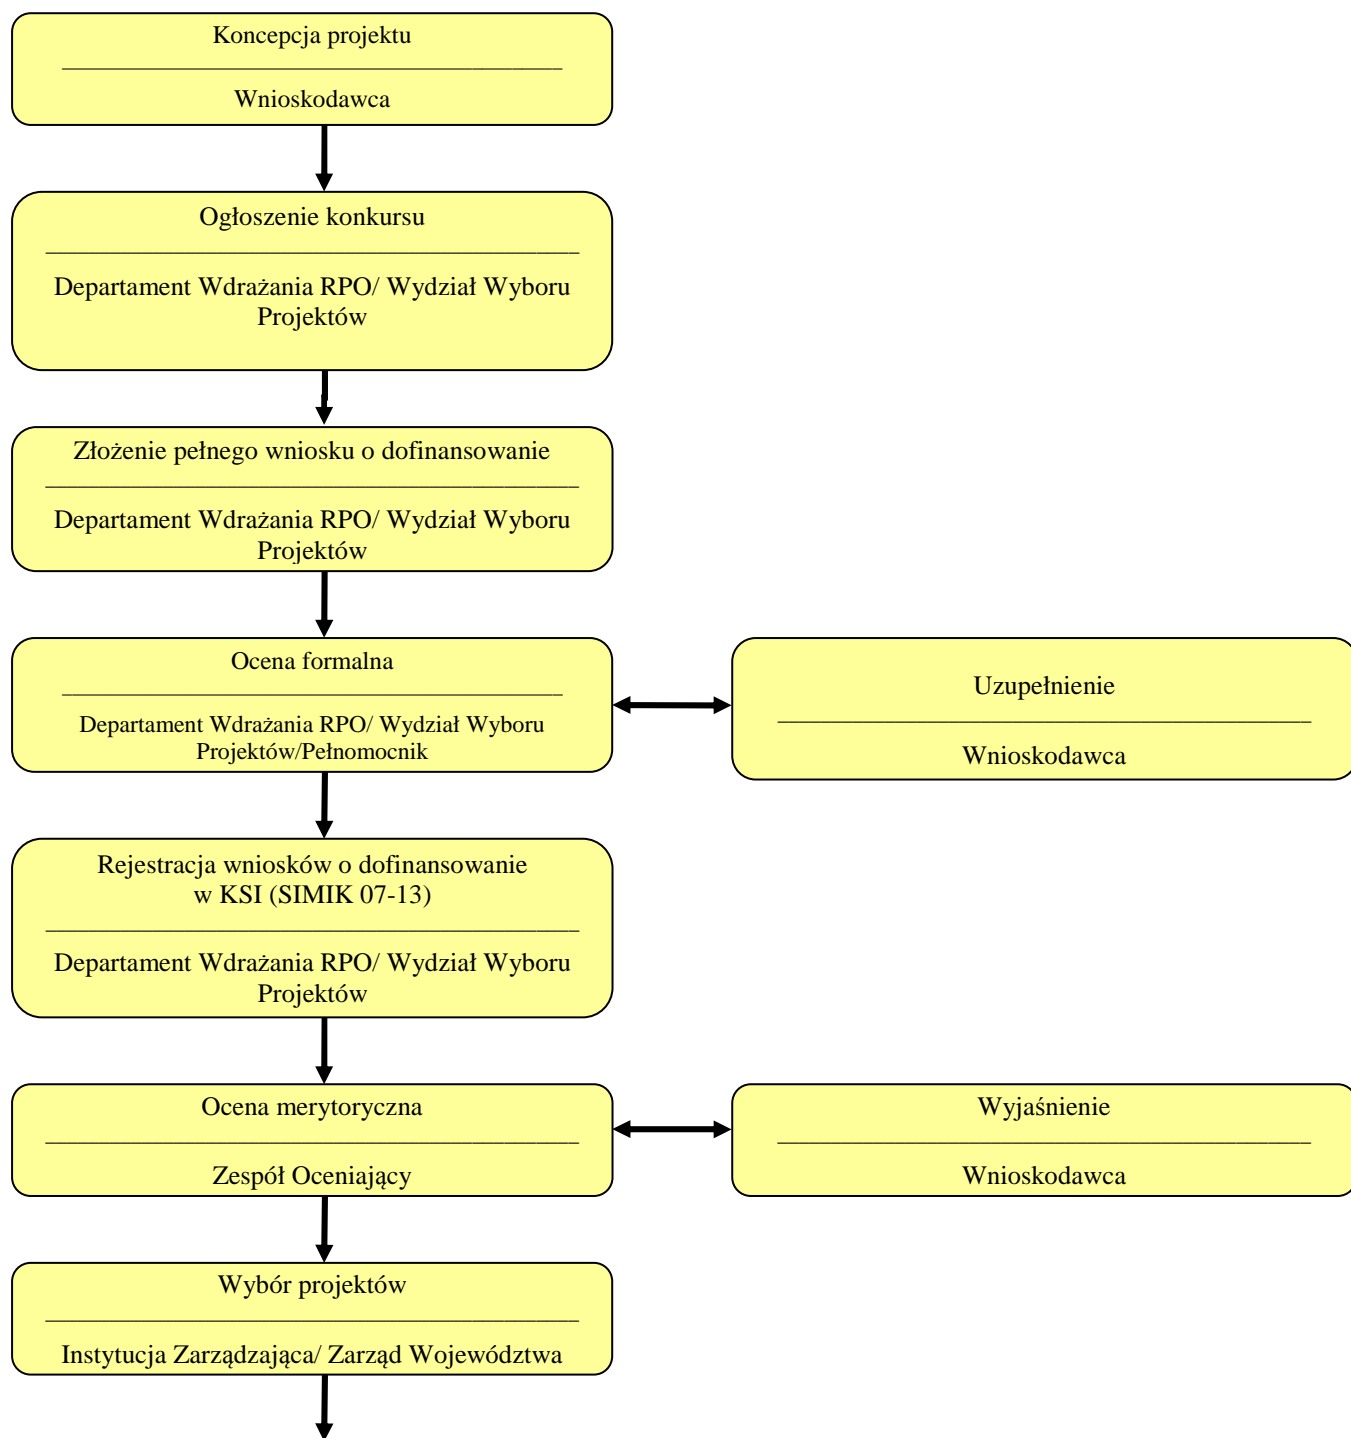 Koncepcja projektu
Wnioskodawca
Ogłoszenie konkursu
Departament Wdrażania RPO/ Wydział Wyboru
Projektów
Złożenie pełnego wniosku o dofinansowanie
Departament Wdrażania RPO/ Wydział Wyboru
Projektów
Ocena formalna
Departament Wdrażania RPO/ Wydział Wyboru
Projektów/Pełnomocnik
Uzupełnienie
Wnioskodawca
Rejestracja wniosków o dofinansowanie
w KSI (SIMIK 07-13)
Departament Wdrażania RPO/ Wydział Wyboru
Projektów
Ocena merytoryczna
Zespół Oceniający
Wyjaśnienie
Wnioskodawca
Wybór projektów
Instytucja Zarządzająca/ Zarząd Województwa